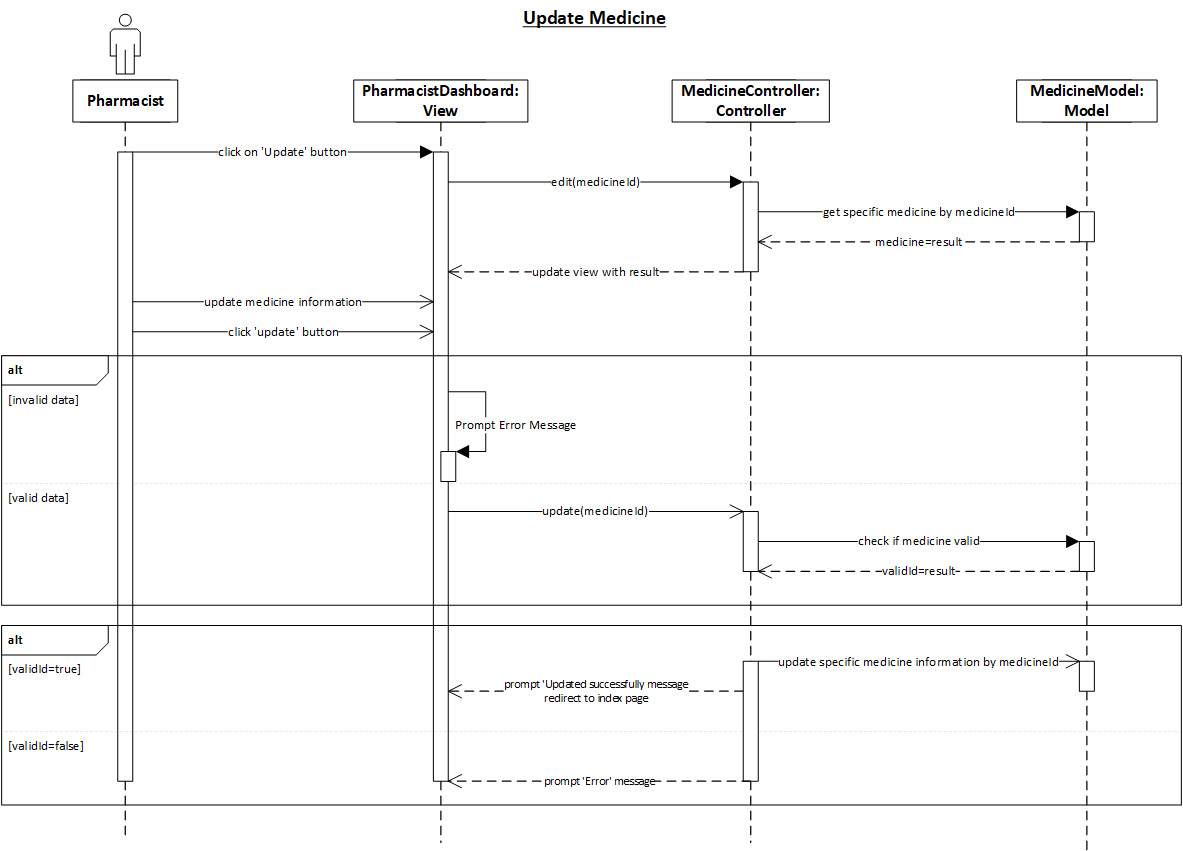 Update Medicine
Pharmacist
PharmacistDashboard:
View
MedicineController:
Controller
MedicineModel:
Model
click on 'Update' button
edit(medicineId)
get specific medicine by medicineId
medicine=result
update view with result
update medicine information
click 'update' button
alt
[invalid data]
Prompt Error Message
[valid data]
update(medicineId)
check if medicine valid
validId=result
alt
[validId=true]
update specific medicine information by medicineId
prompt 'Updated successfully message
redirect to index page
[validId=false]
prompt 'Error' message